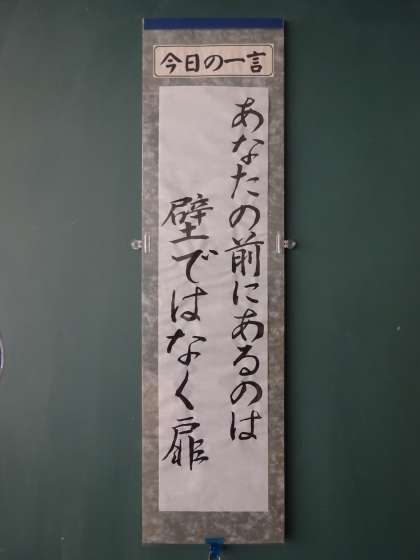 今日の一言
あなたの前にあるのは
壁ではなく扉